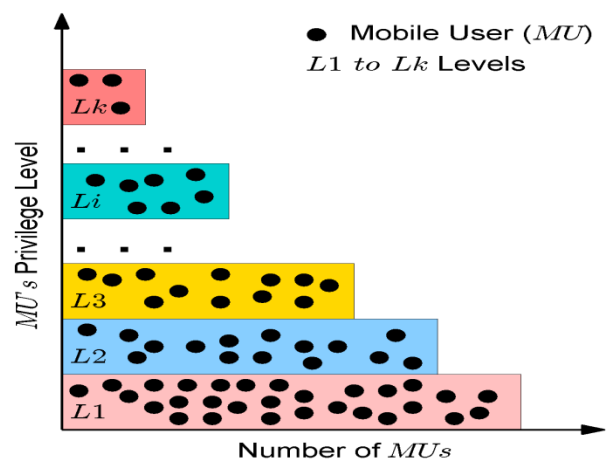 Mobile User (MU)
L1 to Lk Levels
Lk
Li
L3
L2
L1
MU's Privilege Level
Number of MUs